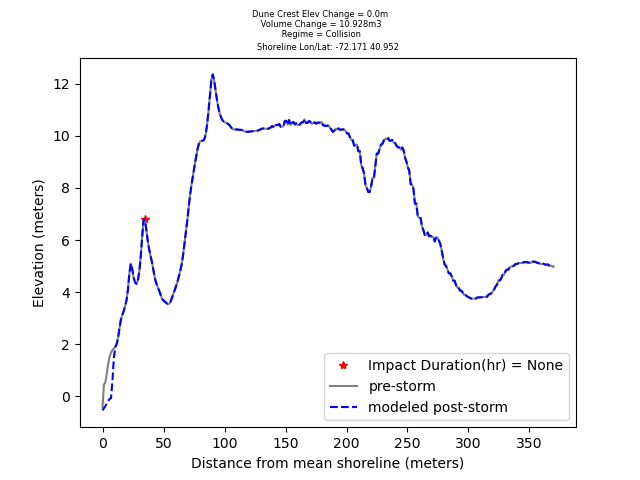 Dune Crest Elev Change = 0.0m
Volume Change = 10.928m3
Regime = Collision
Shoreline Lon/Lat: -72.171 40.952
12
10
8
6
4
2
0
Elevation (meters)
Impact Duration(hr) = None
pre-storm
modeled post-storm
0 50 100 150 200 250 300 350
Distance from mean shoreline (meters)